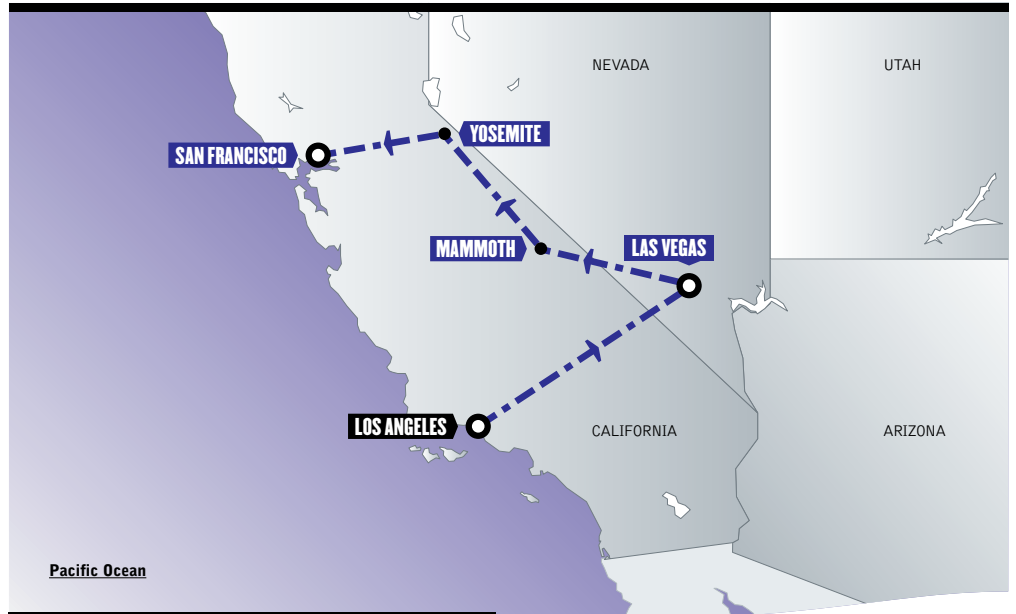 NEVADA
UTAH
YOSEMITE
SAN FRANCISCO
MAMMOTH
LAS VEGAS
LOS ANGELES
CALIFORNIA
ARIZONA
Pacific Ocean